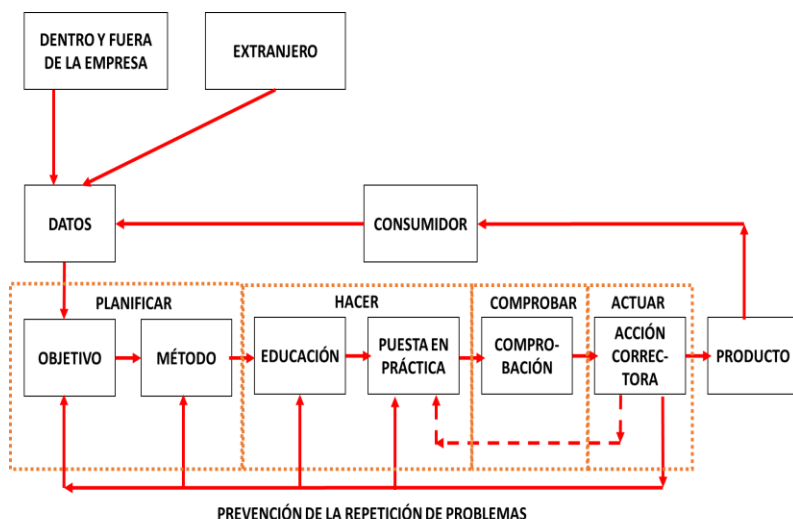 DENTRO Y FUERA
DE LA EMPRESA
EXTRANJERO
DATOS
CONSUMIDOR
PLANIFICAR
HACER
COMPROBAR
ACTUAR
OBJETIVO
MÉTODO
EDUCACIÓN
PUESTA EN
PRÁCTICA
COMPRO-
BACIÓN
ACCIÓN
CORREC-
TORA
PRODUCTO
PREVENCIÓN DE LA REPETICIÓN DE PROBLEMAS